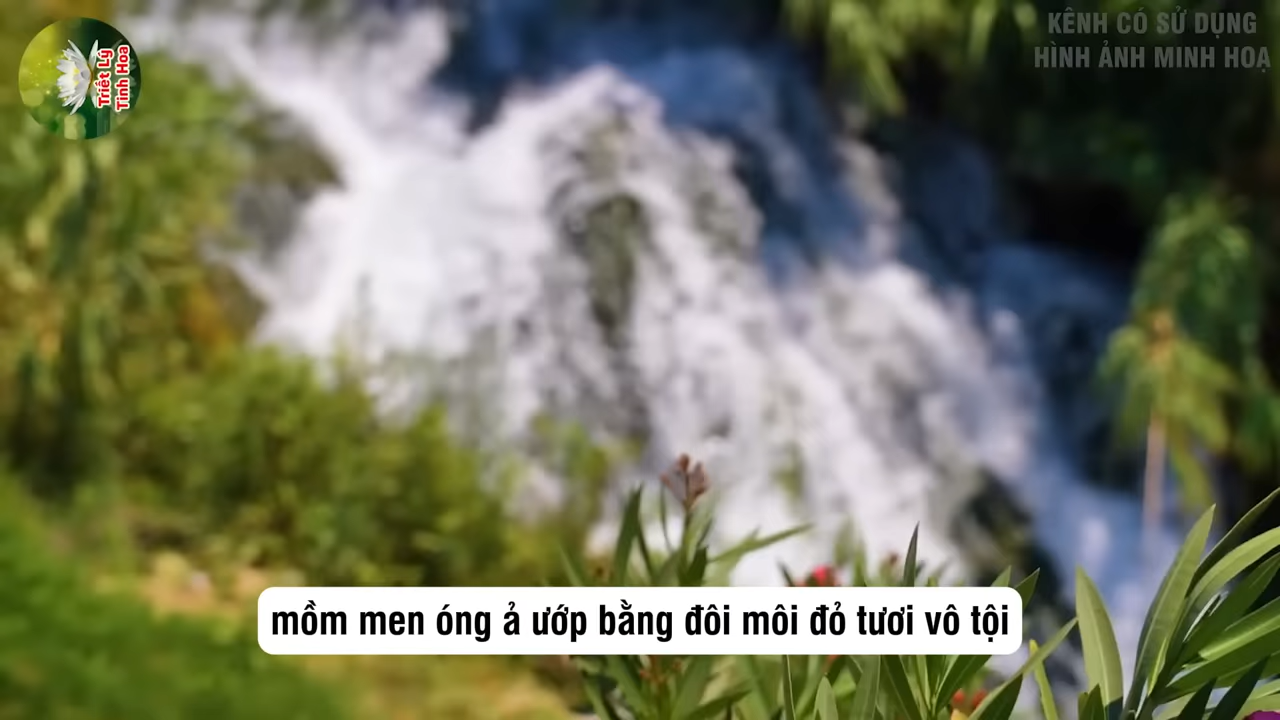 Triết Lý
Tinh Hoa
KÊNH CÓ SỬ DỤNG
HÌNH ẢNH MINH HOẠ
mồm men óng ả ướp bằng đôi môi đỏ tươi vô tội